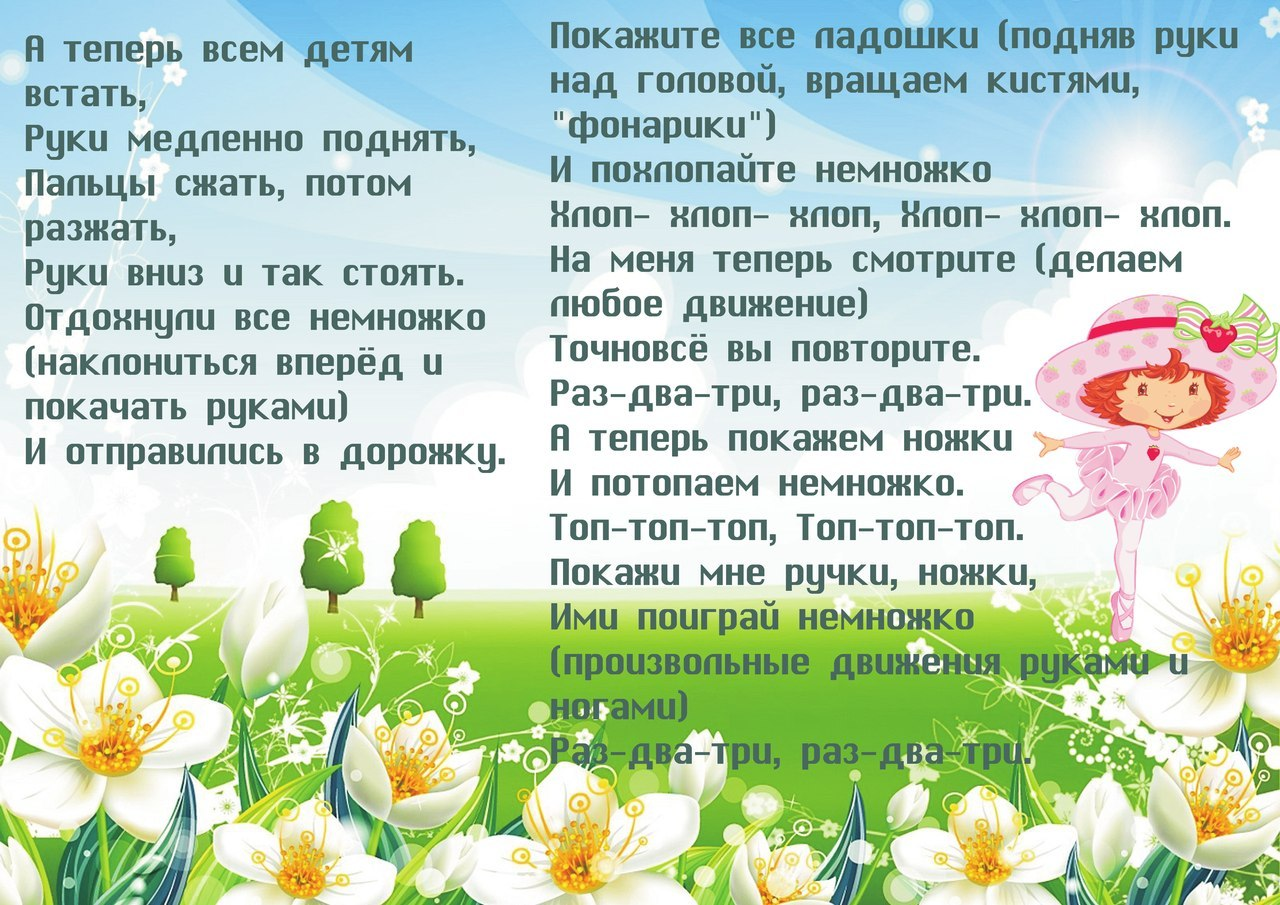 А теперь всем детям
встать,
Руки медленно поднять,
Пальцы сжать, потом
разжать,
Руки вниз и так стоять.
Отдохнули все немножко
(наклониться вперёд и
покачать руками)
И отправились в дорожку.
Покажите все ладошки (подняв руки
над головой, вращаем кистями,
"фонарики")
И похлопайте немножко
Хлоп- хлоп- хлоп, Хлоп- хлоп- хлоп.
На меня теперь смотрите (делаем
любое движение)
Точновсё вы повторите.
Раз-два-три, раз-два-три.
А теперь покажем ножки
И потопаем немножко.
Топ-топ-топ, Топ-топ-топ.
Покажи мне ручки, ножки,
Ими поиграй немножко
(произвольные движения руками и
ногами)
Раз-два-три, раз-два-три.